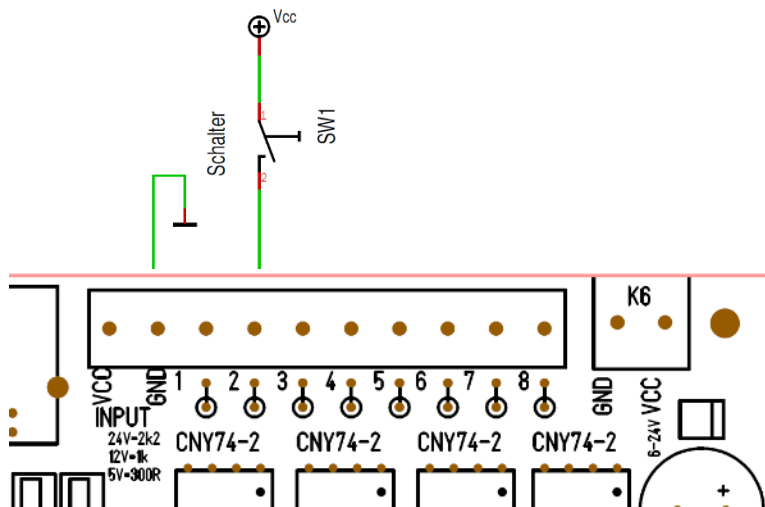 Vcc
1
Schalter
SW1
2
K6
VCC
GND
1 2 3 4 5 6 7 8
GND
6-24V VCC
INPUT
24V=2k2
12V=1k
5V=300R
CNY74-2 CNY74-2 CNY74-2 CNY74-2
+